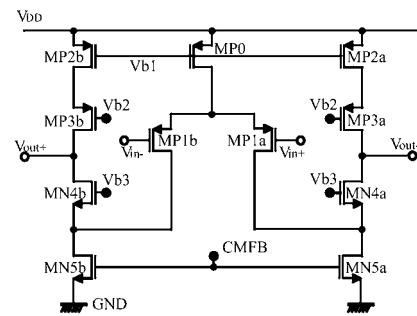 VDD
MP2b
Vb1
MP0
MP2a
Vb2
MP3b
Vb2
MP3a
Vout+
Vin-
MP1b
MP1a
Vin+
Vout-
Vb3
MN4b
Vb3
MN4a
CMFB
MN5b
MN5a
GND